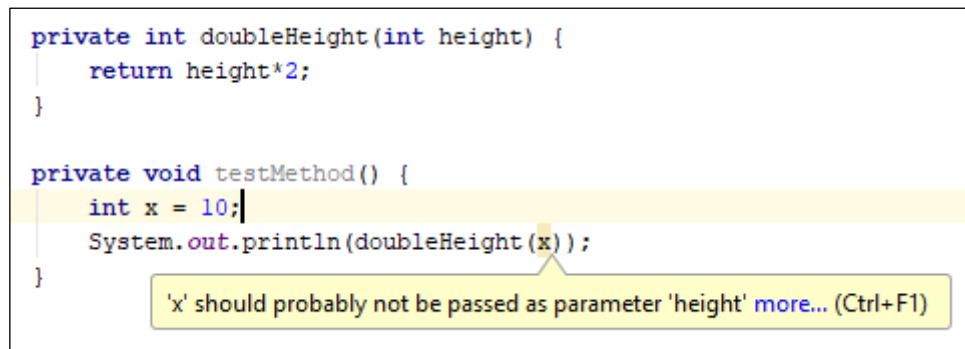 private int doubleHeight(int height) {
return height*2;
}
private void testMethod() {
int x = 10;
System.out.println(doubleHeight(x));
}
'x' should probably not be passed as parameter 'height' more... (Ctrl+F1)